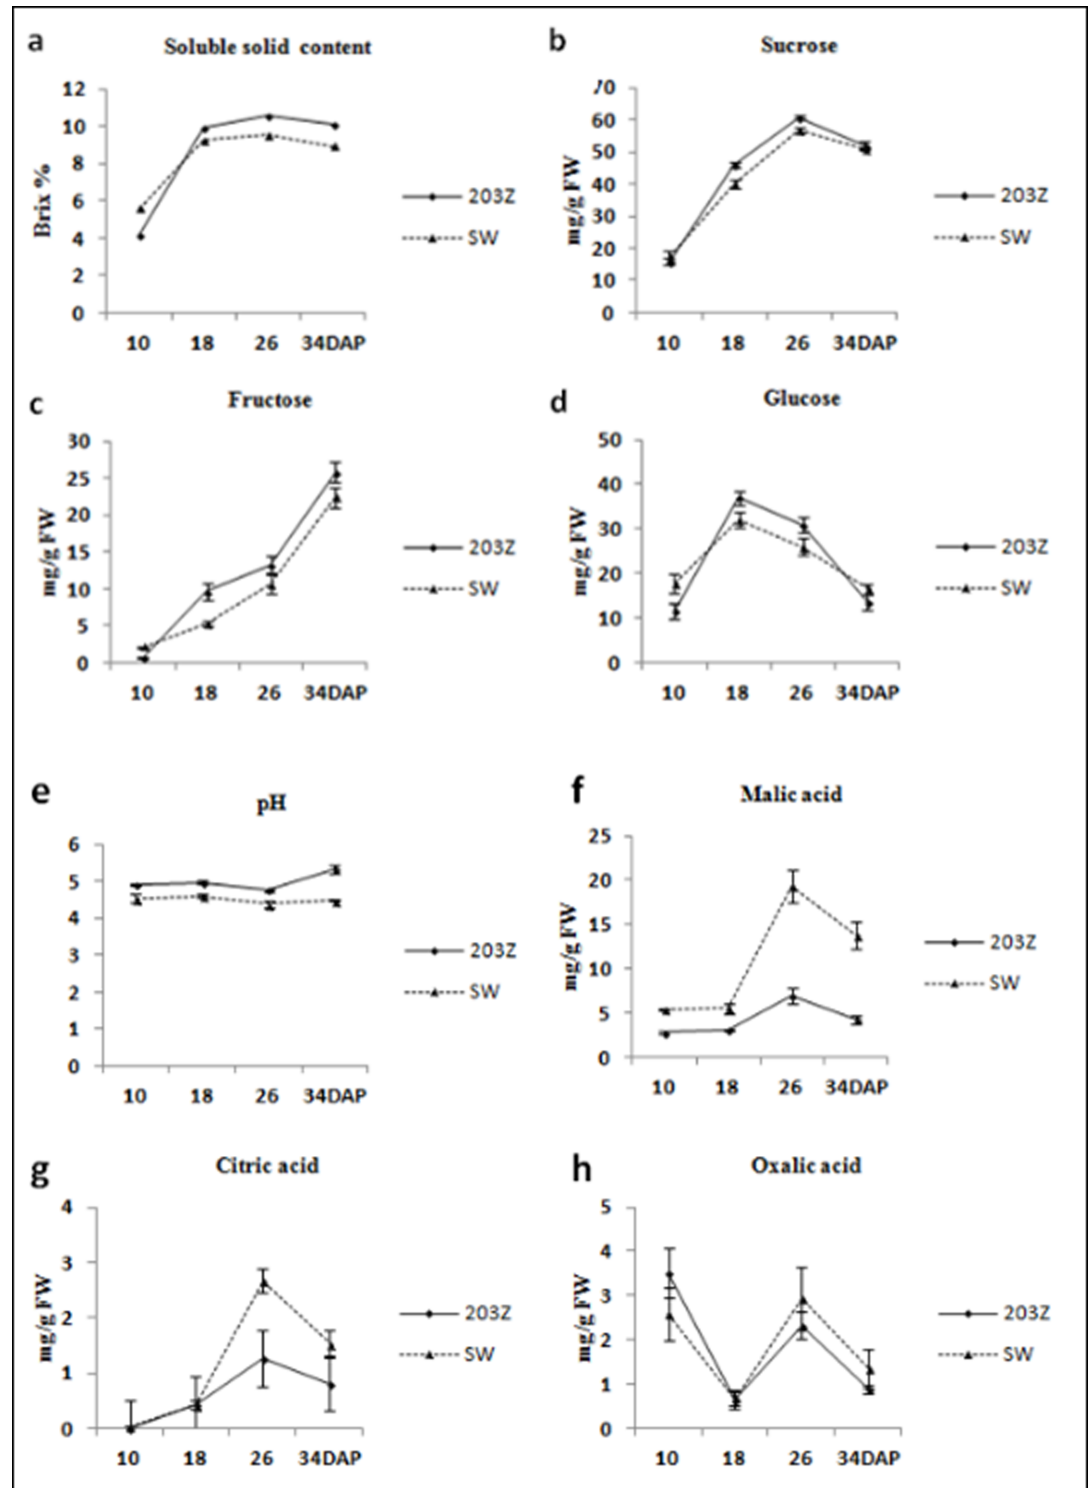 a Soluble solid content
12
10
8
6
4
2
0
Brix %
10 18 26 34DAP
203Z
SW
b Sucrose
70
60
50
40
30
20
10
0
mg/g FW
10 18 26 34DAP
203Z
SW
c Fructose
30
25
20
15
10
5
0
mg/g FW
10 18 26 34DAP
203Z
SW
d Glucose
50
40
30
20
10
0
mg/g FW
10 18 26 34DAP
203Z
SW
e pH
6
5
4
3
2
1
0
10 18 26 34DAP
203Z
SW
f Malic acid
25
20
15
10
5
0
mg/g FW
10 18 26 34DAP
203Z
SW
g Citric acid
4
3
2
1
0
mg/g FW
10 18 26 34DAP
203Z
SW
h Oxalic acid
5
4
3
2
1
0
mg/g FW
10 18 26 34DAP
203Z
SW